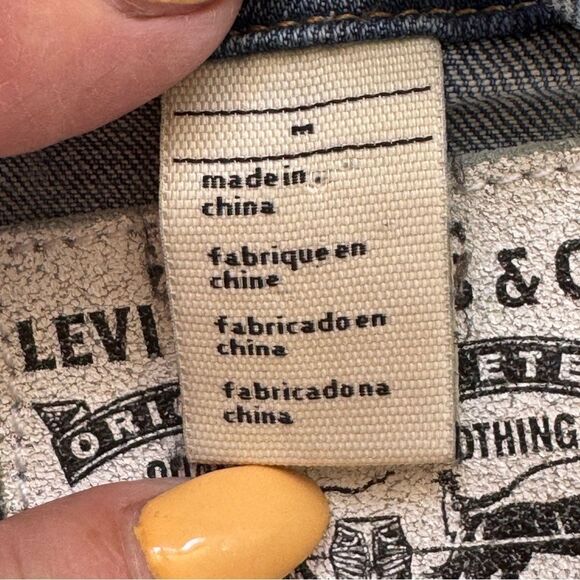 M
made in
china
fabrique en
chine
fabricado en
china
fabricado na
china
LEVI & C
ORI ETE
OTHING